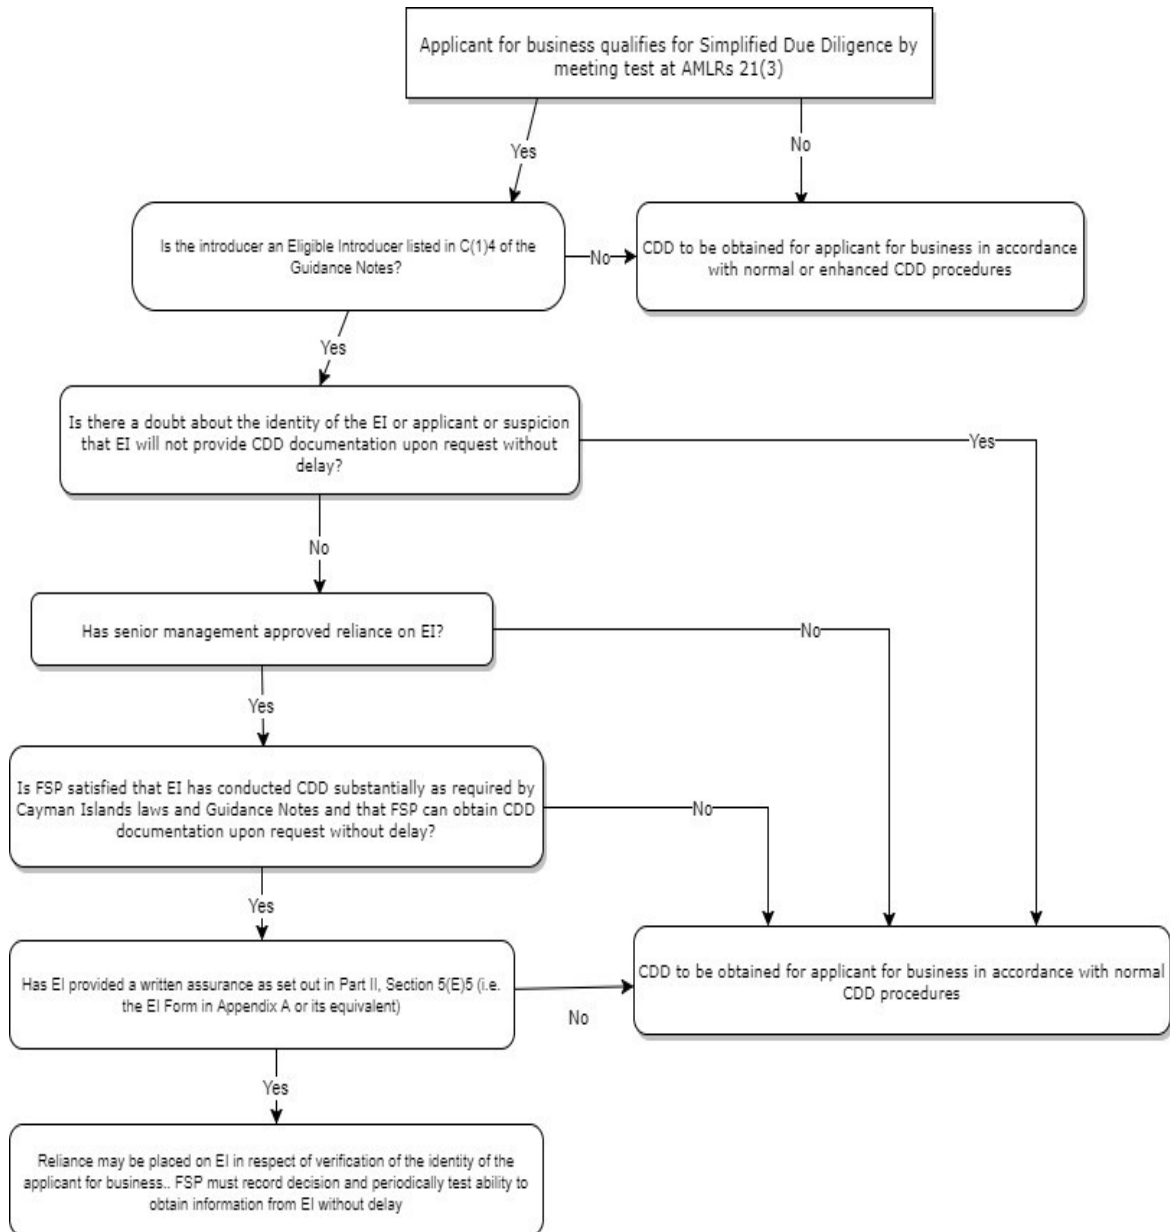 Applicant for business qualifies for Simplified Due Diligence by
meeting test at AMLRs 21(3)
Yes
No
Is the introducer an Eligible Introducer listed in C(1)4 of the
Guidance Notes?
No
CDD to be obtained for applicant for business in accordance
with normal or enhanced CDD procedures
Yes
Is there a doubt about the identity of the EI or applicant or suspicion
that EI will not provide CDD documentation upon request without
delay?
Yes
No
Has senior management approved reliance on EI?
No
Yes
Is FSP satisfied that EI has conducted CDD substantially as required by
Cayman Islands laws and Guidance Notes and that FSP can obtain CDD
documentation upon request without delay?
No
Yes
Has EI provided a written assurance as set out in Part II, Section 5(E)5 (i.e.
the EI Form in Appendix A or its equivalent)
No
CDD to be obtained for applicant for business in accordance with normal
CDD procedures
Yes
Reliance may be placed on EI in respect of verification of the identity of the
applicant for business.. FSP must record decision and periodically test ability to
obtain information from EI without delay